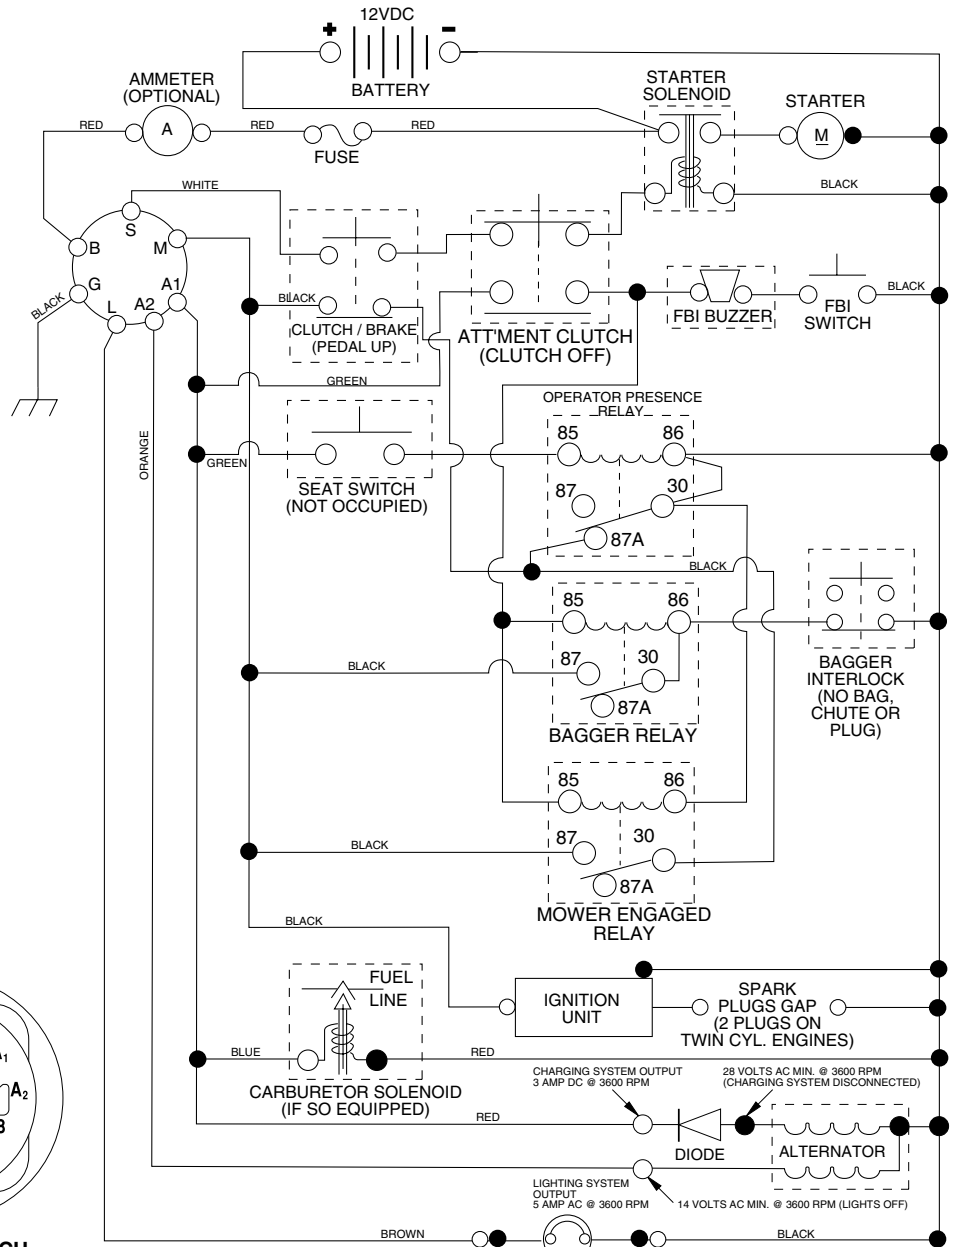 12VDC
+
-
BATTERY
AMMETER
(OPTIONAL)
STARTER
SOLENOID
STARTER
RED
A
RED
RED
FUSE
M
WHITE
BLACK
S
B
M
G
A1
L
A2
BLACK
BLACK
CLUTCH / BRAKE
(PEDAL UP)
ATT'MENT CLUTCH
(CLUTCH OFF)
FBI BUZZER
FBI
SWITCH
BLACK
GREEN
OPERATOR PRESENCE
RELAY
ORANGE
GREEN
SEAT SWITCH
(NOT OCCUPIED)
85
86
87
30
87A
BLACK
85
86
BLACK
87
30
87A
BAGGER RELAY
BAGGER
INTERLOCK
(NO BAG,
CHUTE OR
PLUG)
85
86
BLACK
87
30
87A
MOWER ENGAGED
RELAY
BLACK
FUEL
LINE
IGNITION
UNIT
SPARK
PLUGS GAP
(2 PLUGS ON
TWIN CYL. ENGINES)
BLUE
RED
CARBURETOR SOLENOID
(IF SO EQUIPPED)
CHARGING SYSTEM OUTPUT
3 AMP DC @ 3600 RPM
28 VOLTS AC MIN. @ 3600 RPM
(CHARGING SYSTEM DISCONNECTED)
RED
DIODE
ALTERNATOR
LIGHTING SYSTEM
OUTPUT
5 AMP AC @ 3600 RPM
14 VOLTS AC MIN. @ 3600 RPM (LIGHTS OFF)
BROWN
BLACK
A2